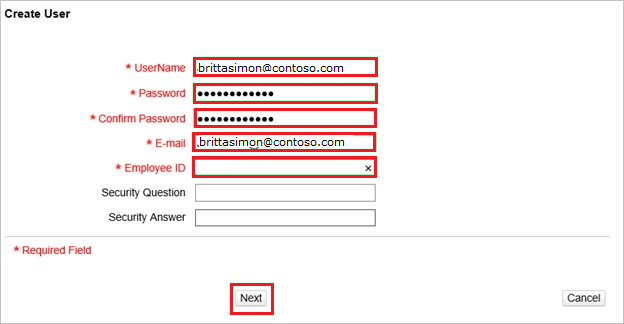 Create User
* UserName brittasimon@contoso.com
* Password ●●●●●●●●●●●●
* Confirm Password ●●●●●●●●●●●●
* E-mail brittasimon@contoso.com
* Employee ID ×
Security Question
Security Answer
* Required Field
Next Cancel